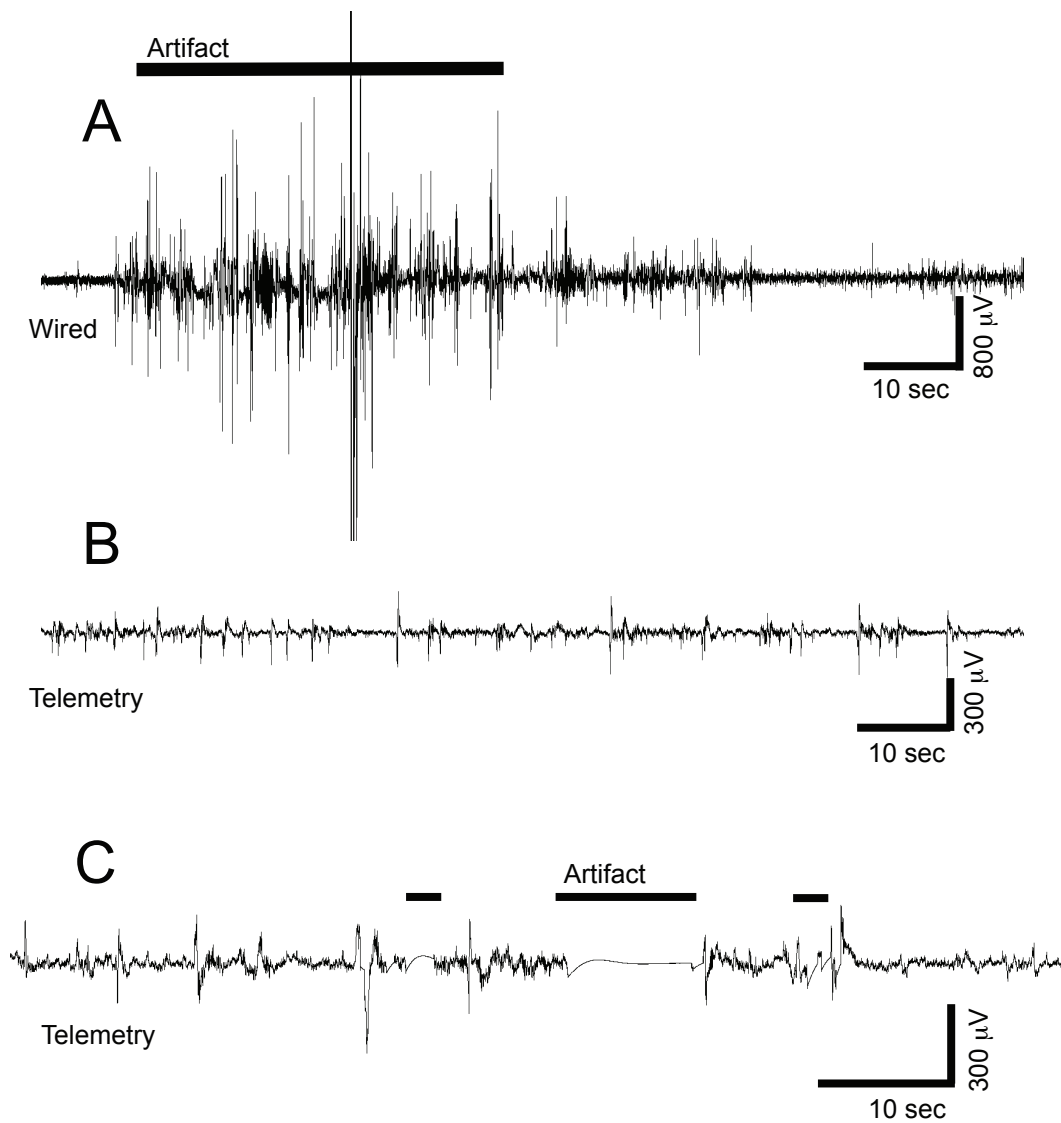 Artifact
A
Wired
800 μV
10 sec
B
Telemetry
300 μV
10 sec
C
Artifact
Telemetry
300 μV
10 sec